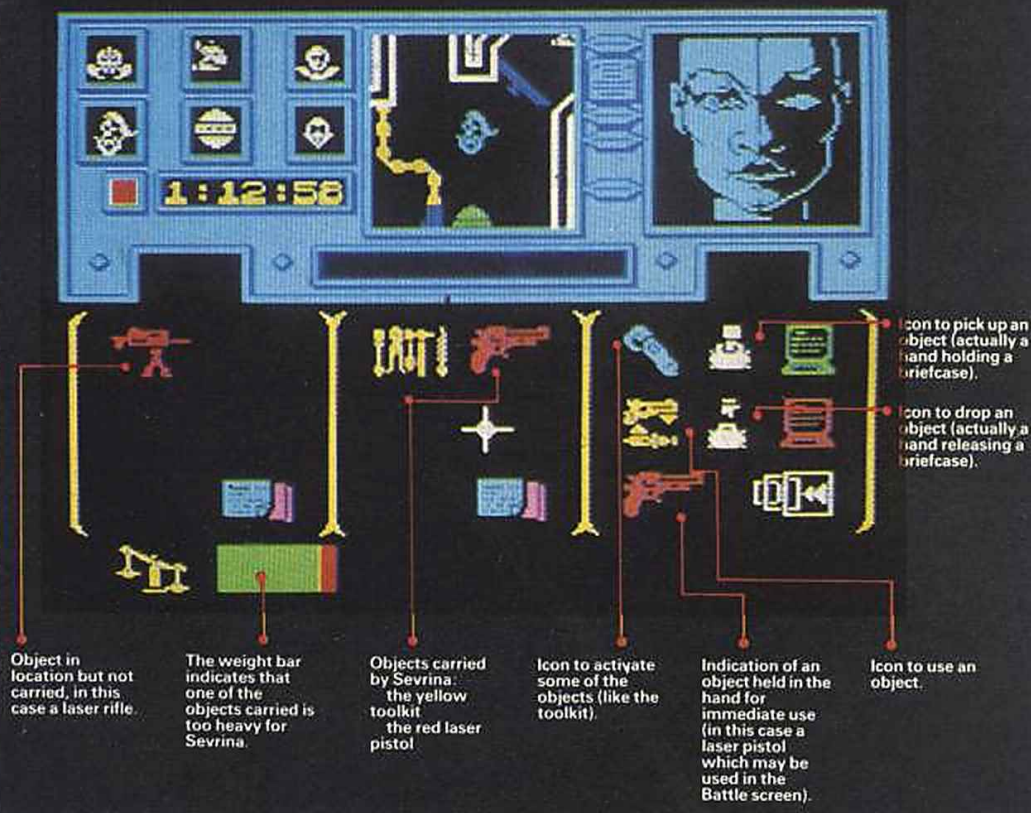 1:12:58
Icon to pick up an
object (actually a
hand holding a
briefcase).
Icon to drop an
object (actually a
hand releasing a
briefcase).
Object in
location but not
carried, in this
case a laser rifle.
The weight bar
indicates that
one of the
objects carried is
too heavy for
Sevrina.
Objects carried
by Sevrina:
the yellow
toolkit
the red laser
pistol
Icon to activate
some of the
objects (like the
toolkit).
Indication of an
object held in the
hand for
immediate use
(in this case a
laser pistol
which may be
used in the
Battle screen).
Icon to use an
object.